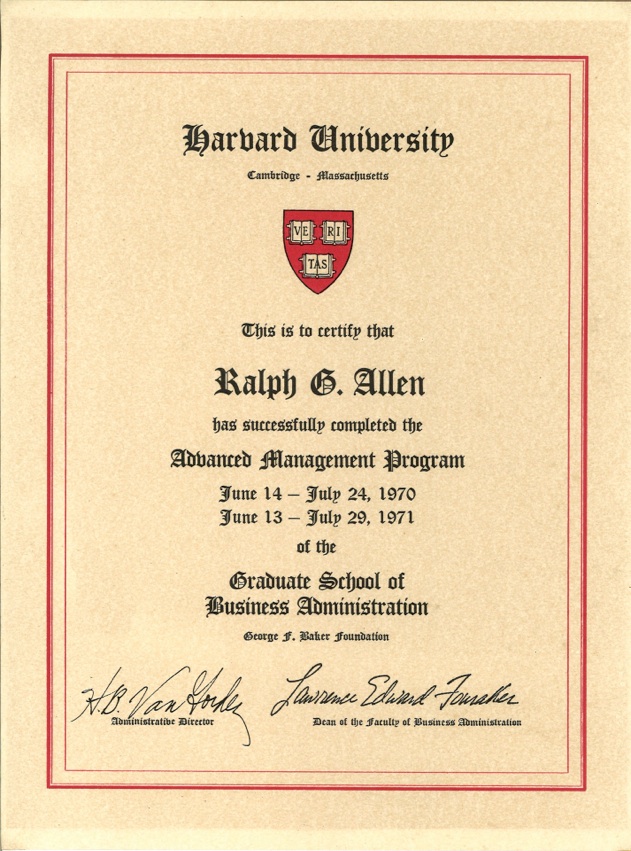 Harvard University
Cambridge - Massachusetts
VE RI
TAS
This is to certify that
Ralph G. Allen
has successfully completed the
Advanced Management Program
June 14 – July 24, 1970
June 13 – July 29, 1971
of the
Graduate School of
Business Administration
George F. Baker Foundation
H.B. Van Gorder Lawrence Edward Fouraker
Administrative Director Dean of the Faculty of Business Administration